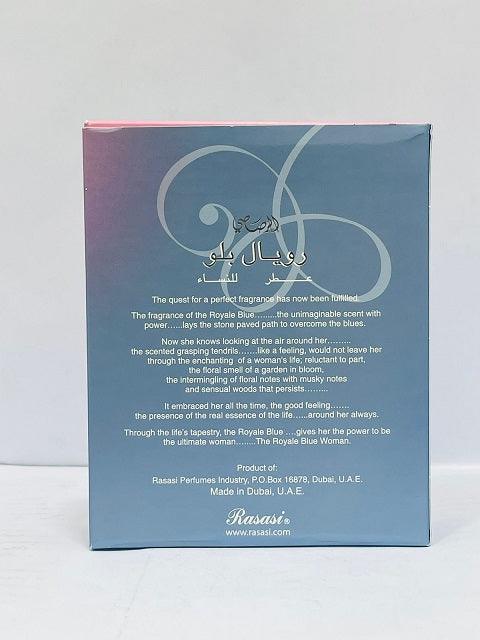 الرصاصي
رويال بلو
عطر للنساء
The quest for a perfect fragrance has now been fulfilled.
The fragrance of the Royale Blue.........the unimaginable scent with
power......lays the stone paved path to overcome the blues.
Now she knows looking at the air around her.........
the scented grasping tendrils.......like a feeling, would not leave her
through the enchanting of a woman's life; reluctant to part,
the floral smell of a garden in bloom,
the intermingling of floral notes with musky notes
and sensual woods that persists.........
It embraced her all the time, the good feeling.......
the presence of the real essence of the life......around her always.
Through the life's tapestry, the Royale Blue ....gives her the power to be
the ultimate woman.......The Royale Blue Woman.
Product of:
Rasasi Perfumes Industry, P.O.Box 16878, Dubai, U.A.E.
Made in Dubai, U.A.E.
Rasasi®
www.rasasi.com